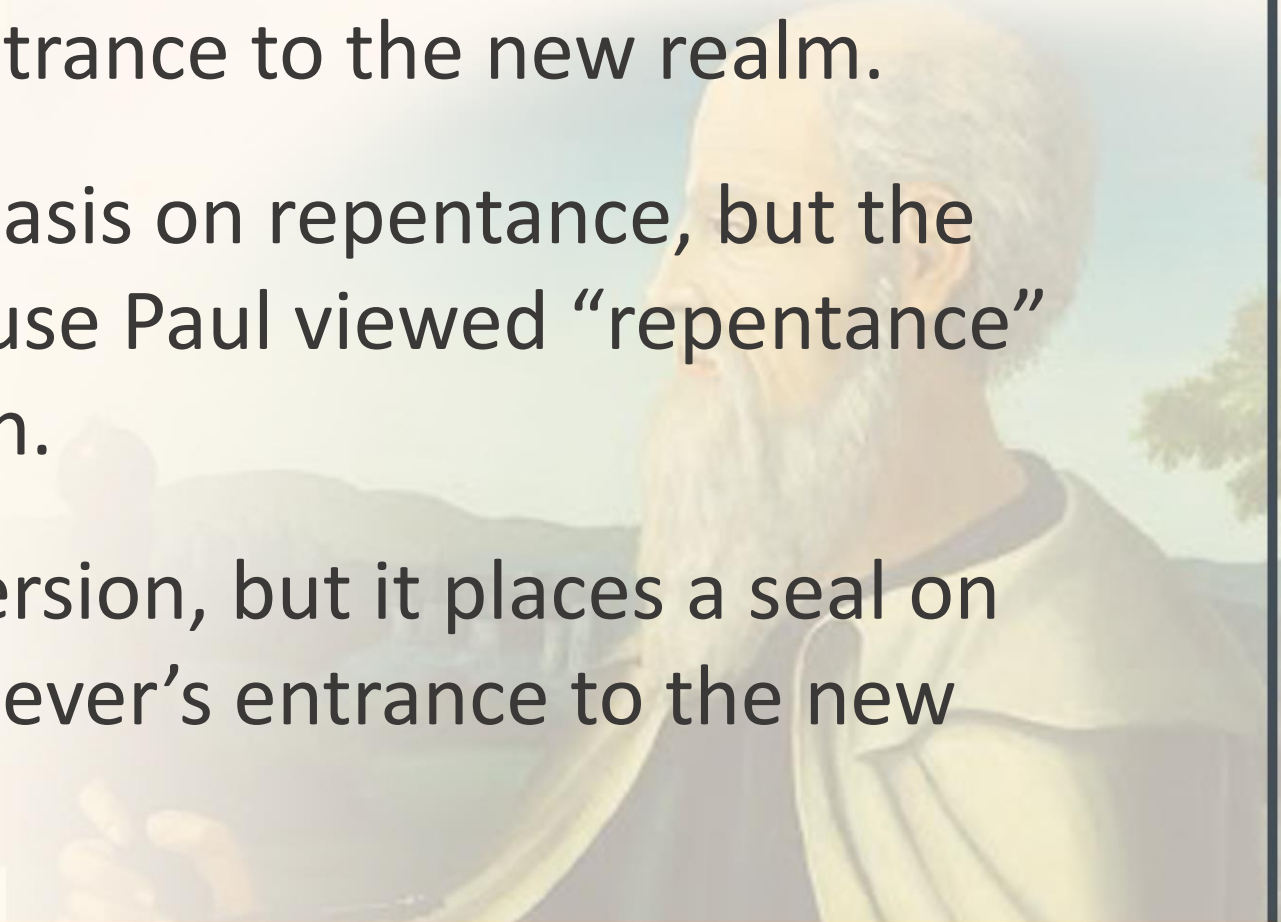 trance to the new realm.
asis on repentance, but the
use Paul viewed “repentance”
n.
ersion, but it places a seal on
ever’s entrance to the new